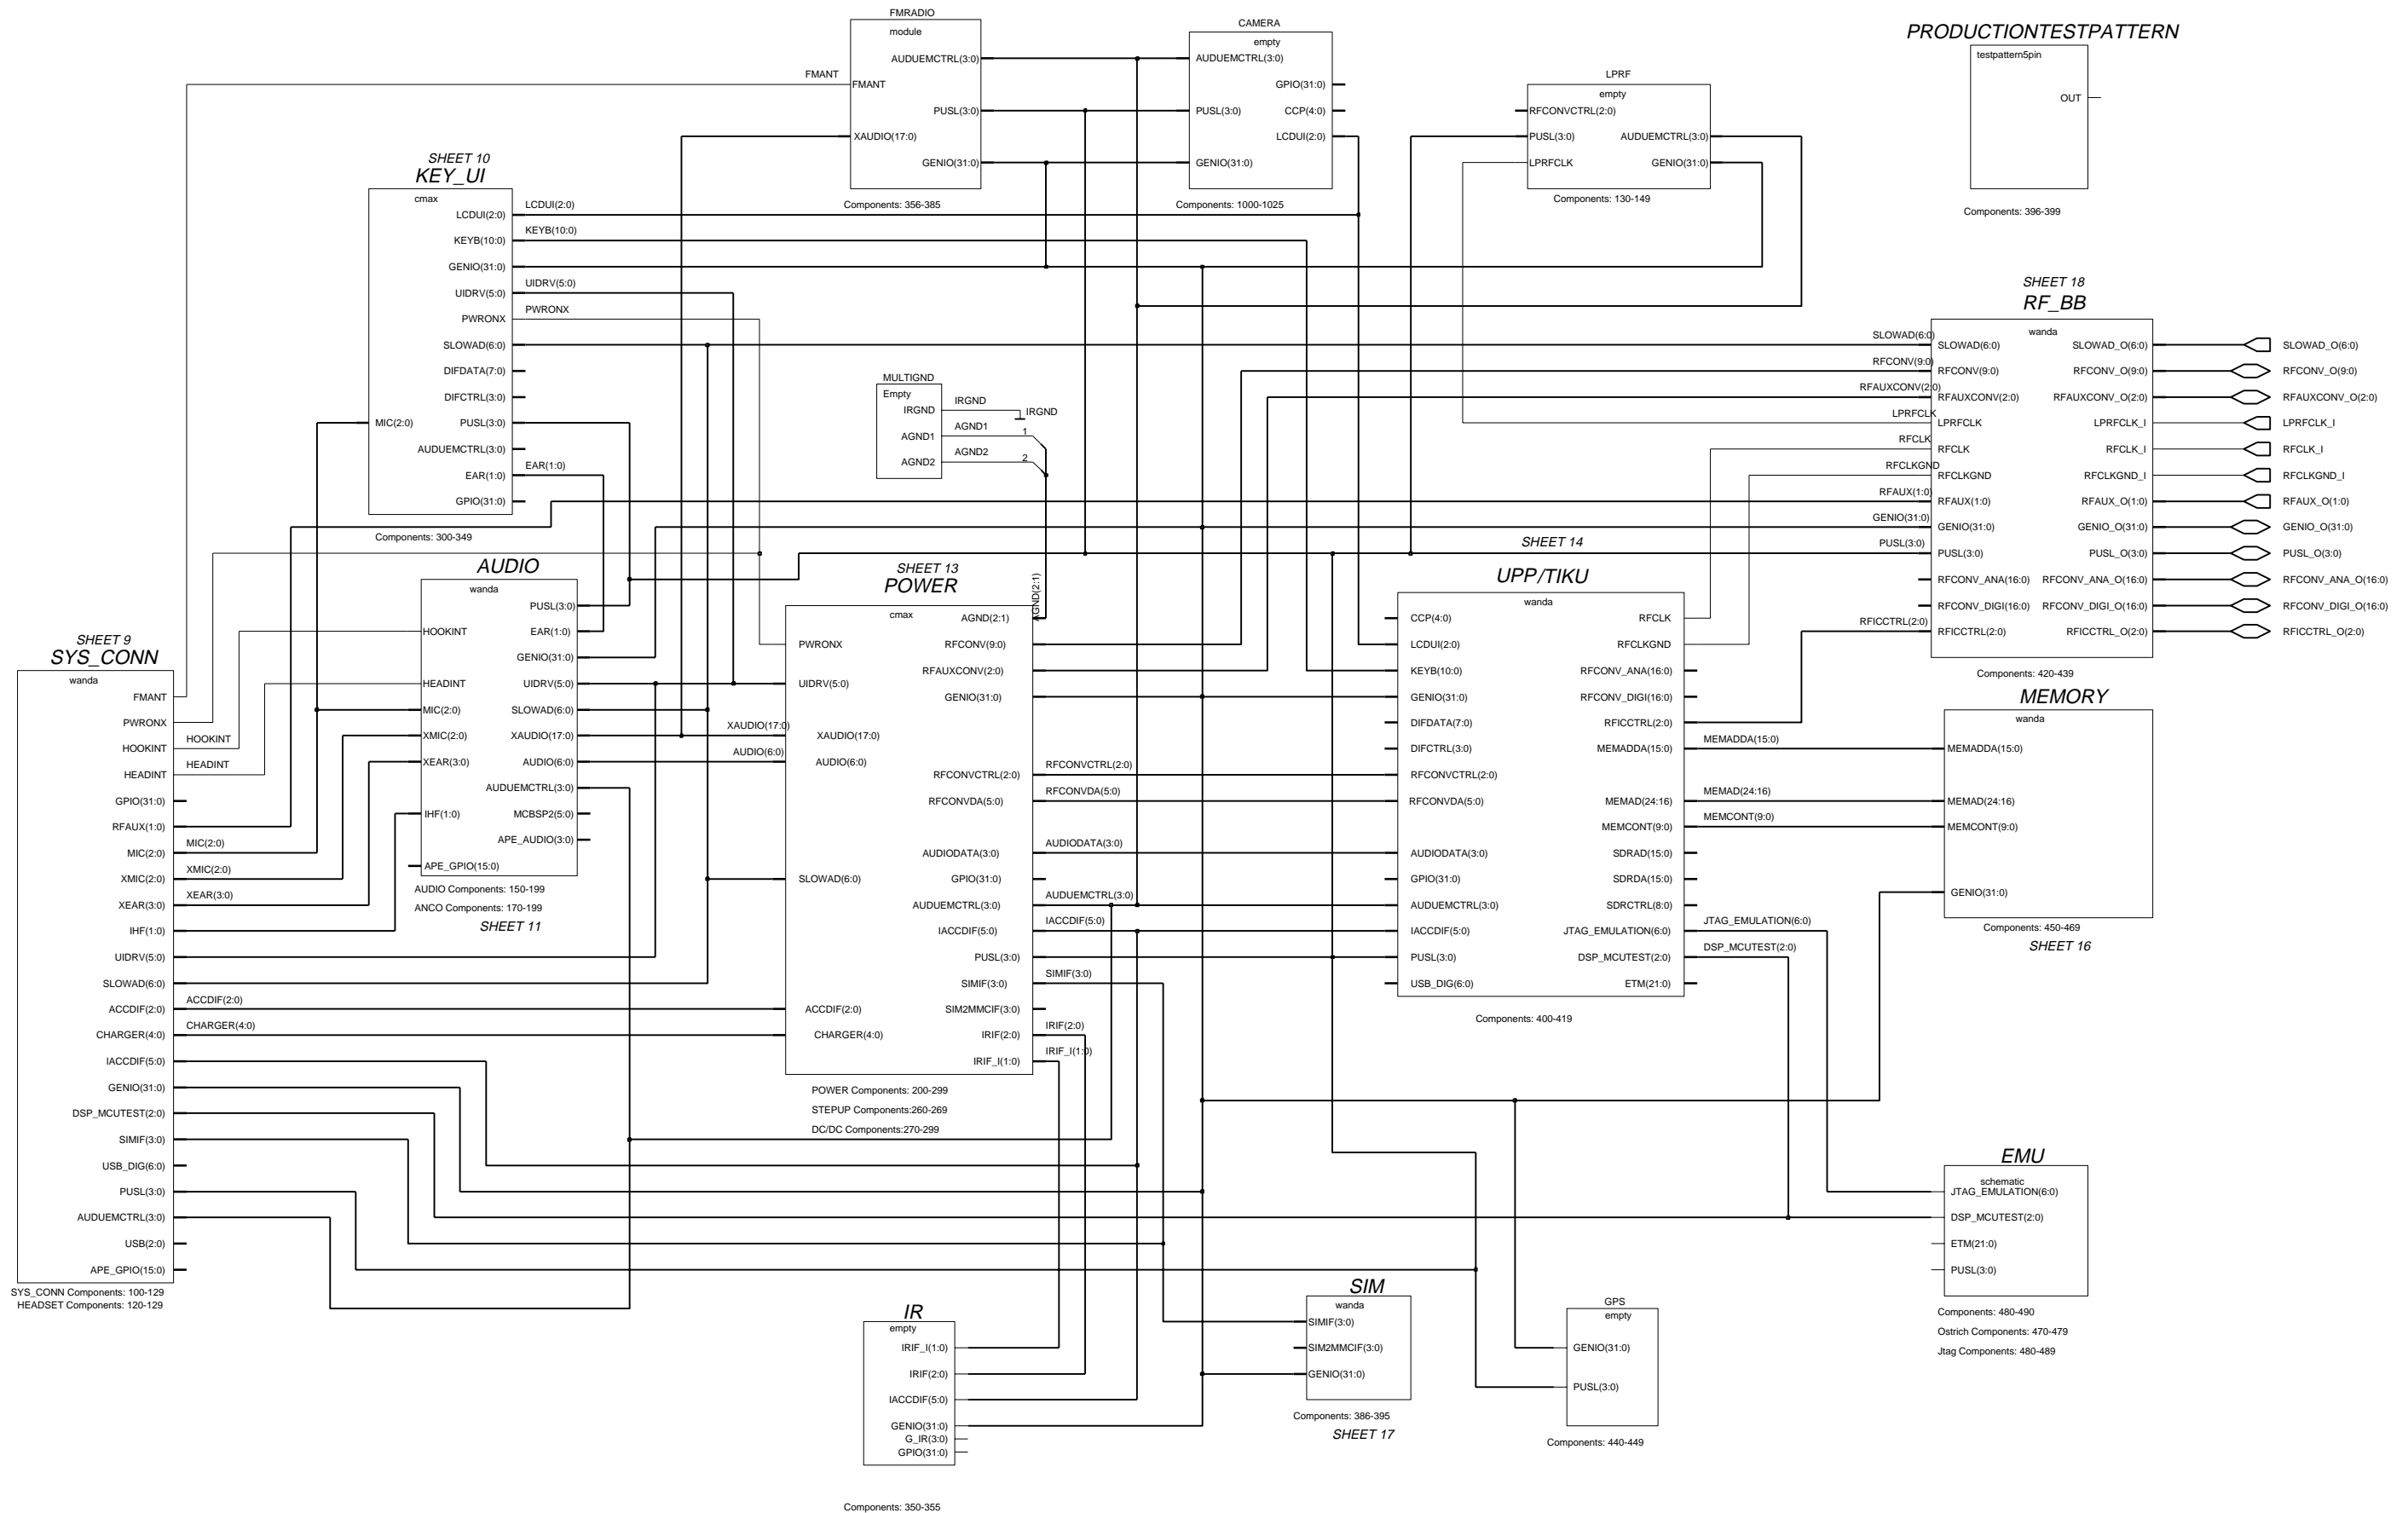 FMRADIO
module
AUDUEMCTRL(3:0)
FMANT
FMANT
PUSL(3:0)
XAUDIO(17:0)
GENIO(31:0)
Components: 356-385
CAMERA
empty
AUDUEMCTRL(3:0)
GPIO(31:0)
PUSL(3:0)
CCP(4:0)
LCDUI(2:0)
GENIO(31:0)
Components: 1000-1025
LPRF
empty
RFCONVCTRL(2:0)
PUSL(3:0)
AUDUEMCTRL(3:0)
LPRFCLK
GENIO(31:0)
Components: 130-149
PRODUCTIONTESTPATTERN
testpattern5pin
OUT
Components: 396-399
SHEET 10
KEY_UI
cmax
LCDUI(2:0)
LCDUI(2:0)
KEYB(10:0)
KEYB(10:0)
GENIO(31:0)
UIDRV(5:0)
UIDRV(5:0)
PWRONX
PWRONX
SLOWAD(6:0)
DIFDATA(7:0)
DIFCTRL(3:0)
MIC(2:0)
PUSL(3:0)
AUDUEMCTRL(3:0)
EAR(1:0)
EAR(1:0)
GPIO(31:0)
Components: 300-349
MULTIGND
Empty
IRGND
IRGND
IRGND
AGND1
AGND1
1
AGND2
AGND2
2
SHEET 18
RF_BB
wanda
SLOWAD(6:0)
SLOWAD(6:0)
SLOWAD_O(6:0)
SLOWAD_O(6:0)
RFCONV(9:0)
RFCONV(9:0)
RFCONV_O(9:0)
RFCONV_O(9:0)
RFAUXCONV(2:0)
RFAUXCONV(2:0)
RFAUXCONV_O(2:0)
RFAUXCONV_O(2:0)
LPRFCLK
LPRFCLK
LPRFCLK_I
LPRFCLK_I
RFCLK
RFCLK
RFCLK_I
RFCLK_I
RFCLKGND
RFCLKGND
RFCLKGND_I
RFCLKGND_I
RFAUX(1:0)
RFAUX(1:0)
RFAUX_O(1:0)
RFAUX_O(1:0)
GENIO(31:0)
GENIO(31:0)
GENIO_O(31:0)
GENIO_O(31:0)
PUSL(3:0)
PUSL(3:0)
PUSL_O(3:0)
PUSL_O(3:0)
RFCONV_ANA(16:0)
RFCONV_ANA_O(16:0)
RFCONV_ANA_O(16:0)
RFCONV_DIGI(16:0)
RFCONV_DIGI_O(16:0)
RFCONV_DIGI_O(16:0)
RFICCTRL(2:0)
RFICCTRL(2:0)
RFICCTRL_O(2:0)
RFICCTRL_O(2:0)
Components: 420-439
AUDIO
wanda
PUSL(3:0)
HOOKINT
EAR(1:0)
GENIO(31:0)
HEADINT
UIDRV(5:0)
MIC(2:0)
SLOWAD(6:0)
XMIC(2:0)
XAUDIO(17:0)
XEAR(3:0)
AUDIO(6:0)
AUDUEMCTRL(3:0)
IHF(1:0)
MCBSP2(5:0)
APE_AUDIO(3:0)
APE_GPIO(15:0)
AUDIO Components: 150-199
ANCO Components: 170-199
SHEET 11
SHEET 13
POWER
cmax
AGND(2:1)
AGND(2:1)
PWRONX
RFCONV(9:0)
RFAUXCONV(2:0)
UIDRV(5:0)
GENIO(31:0)
XAUDIO(17:0)
XAUDIO(17:0)
AUDIO(6:0)
AUDIO(6:0)
RFCONVCTRL(2:0)
RFCONVCTRL(2:0)
RFCONVDA(5:0)
RFCONVDA(5:0)
AUDIODATA(3:0)
AUDIODATA(3:0)
SLOWAD(6:0)
GPIO(31:0)
AUDUEMCTRL(3:0)
AUDUEMCTRL(3:0)
IACCDIF(5:0)
IACCDIF(5:0)
PUSL(3:0)
SIMIF(3:0)
SIMIF(3:0)
ACCDIF(2:0)
SIM2MMCIF(3:0)
CHARGER(4:0)
IRIF(2:0)
IRIF(2:0)
IRIF_I(1:0)
IRIF_I(1:0)
POWER Components: 200-299
STEPUP Components:260-269
DC/DC Components:270-299
SHEET 14
UPP/TIKU
wanda
CCP(4:0)
RFCLK
LCDUI(2:0)
RFCLKGND
KEYB(10:0)
RFCONV_ANA(16:0)
GENIO(31:0)
RFCONV_DIGI(16:0)
DIFDATA(7:0)
RFICCTRL(2:0)
DIFCTRL(3:0)
MEMADDA(15:0)
MEMADDA(15:0)
RFCONVCTRL(2:0)
RFCONVDA(5:0)
MEMAD(24:16)
MEMAD(24:16)
MEMCONT(9:0)
MEMCONT(9:0)
AUDIODATA(3:0)
SDRAD(15:0)
GPIO(31:0)
SDRDA(15:0)
AUDUEMCTRL(3:0)
SDRCTRL(8:0)
IACCDIF(5:0)
JTAG_EMULATION(6:0)
JTAG_EMULATION(6:0)
PUSL(3:0)
DSP_MCUTEST(2:0)
DSP_MCUTEST(2:0)
USB_DIG(6:0)
ETM(21:0)
Components: 400-419
MEMORY
wanda
MEMADDA(15:0)
MEMAD(24:16)
MEMCONT(9:0)
GENIO(31:0)
Components: 450-469
SHEET 16
SHEET 9
SYS_CONN
wanda
FMANT
PWRONX
HOOKINT
HOOKINT
HEADINT
HEADINT
GPIO(31:0)
RFAUX(1:0)
MIC(2:0)
MIC(2:0)
XMIC(2:0)
XMIC(2:0)
XEAR(3:0)
XEAR(3:0)
IHF(1:0)
UIDRV(5:0)
SLOWAD(6:0)
ACCDIF(2:0)
ACCDIF(2:0)
CHARGER(4:0)
CHARGER(4:0)
IACCDIF(5:0)
GENIO(31:0)
DSP_MCUTEST(2:0)
SIMIF(3:0)
USB_DIG(6:0)
PUSL(3:0)
AUDUEMCTRL(3:0)
USB(2:0)
APE_GPIO(15:0)
SYS_CONN Components: 100-129
HEADSET Components: 120-129
IR
empty
IRIF_I(1:0)
IRIF(2:0)
IACCDIF(5:0)
GENIO(31:0)
G_IR(3:0)
GPIO(31:0)
Components: 350-355
SIM
wanda
SIMIF(3:0)
SIM2MMCIF(3:0)
GENIO(31:0)
Components: 386-395
SHEET 17
GPS
empty
GENIO(31:0)
PUSL(3:0)
Components: 440-449
EMU
schematic
JTAG_EMULATION(6:0)
DSP_MCUTEST(2:0)
ETM(21:0)
PUSL(3:0)
Components: 480-490
Ostrich Components: 470-479
Jtag Components: 480-489